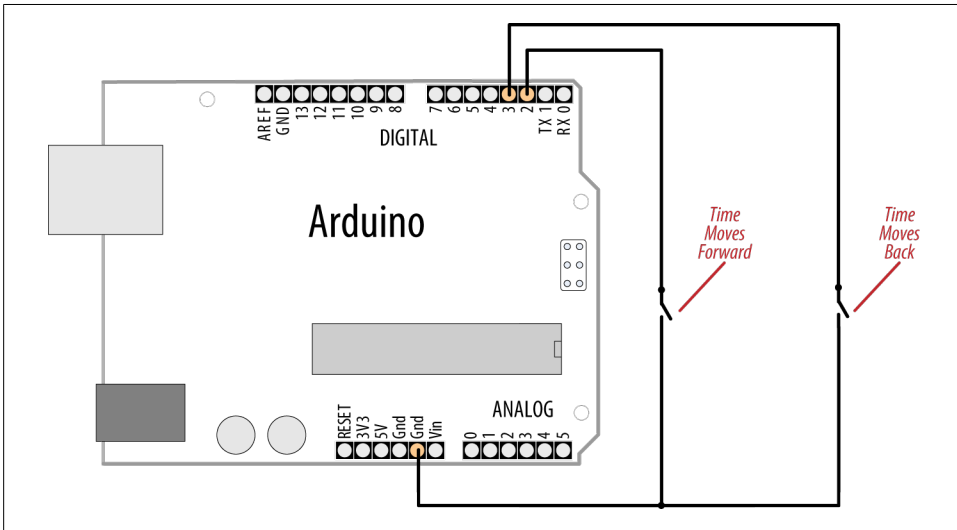 AREF
GND
13
12
11
10
9
8
7
6
5
4
3
2
TX 1
RX 0
DIGITAL
Arduino
Time
Moves
Forward
Time
Moves
Back
ANALOG
RESET
3V3
5V
Gnd
Gnd
Vin
0
1
2
3
4
5